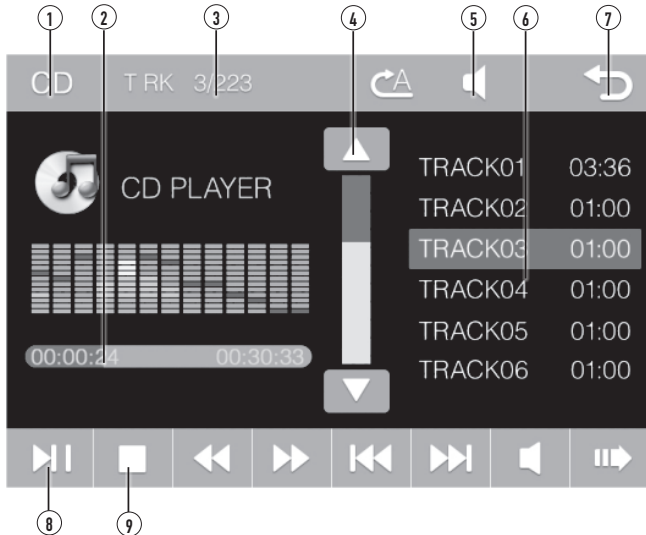 1 2 3 4 5 6 7
CD TRK 3/223 A
CD PLAYER
00:00:24 00:30:33
TRACK01 03:36
TRACK02 01:00
TRACK03 01:00
TRACK04 01:00
TRACK05 01:00
TRACK06 01:00
8 9